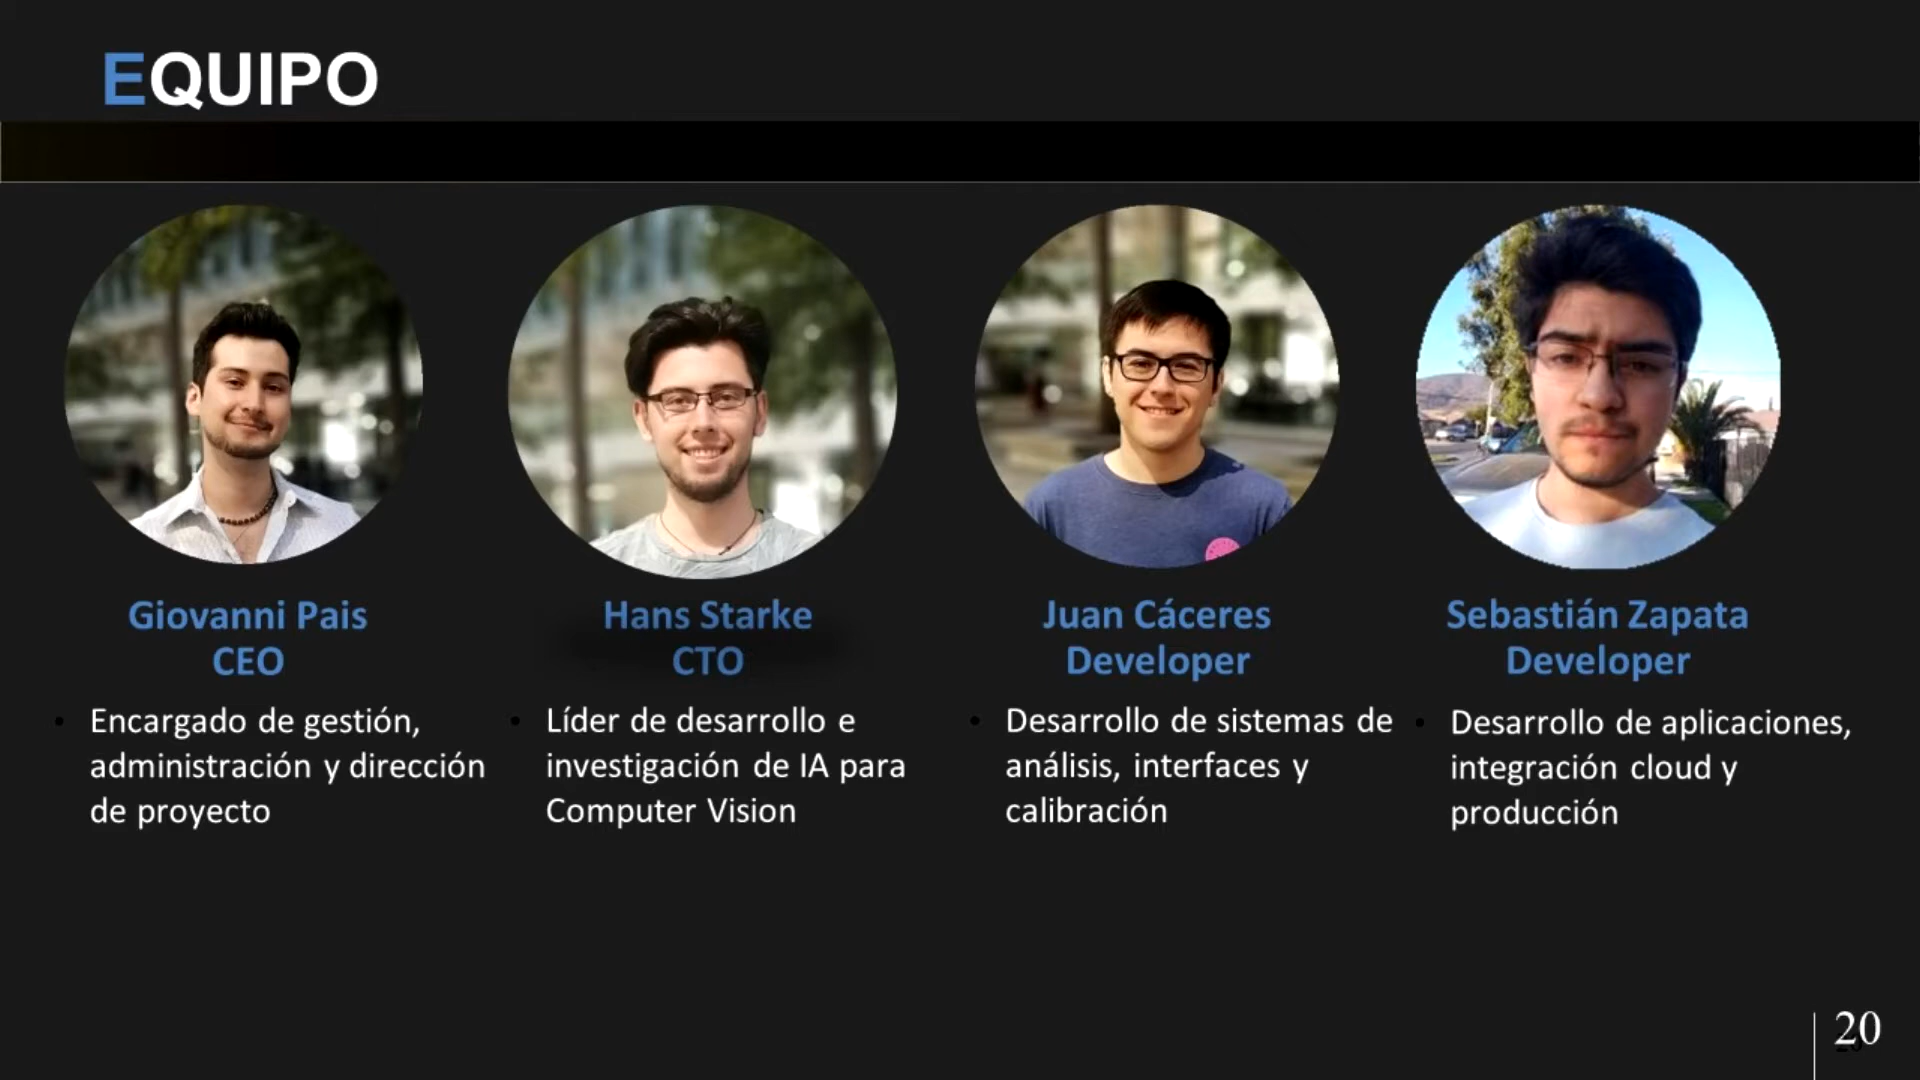 EQUIPO
Giovanni Pais
CEO
• Encargado de gestión,
administración y dirección
de proyecto
Hans Starke
CTO
• Líder de desarrollo e
investigación de IA para
Computer Vision
Juan Cáceres
Developer
• Desarrollo de sistemas de
análisis, interfaces y
calibración
Sebastián Zapata
Developer
• Desarrollo de aplicaciones,
integración cloud y
producción
20